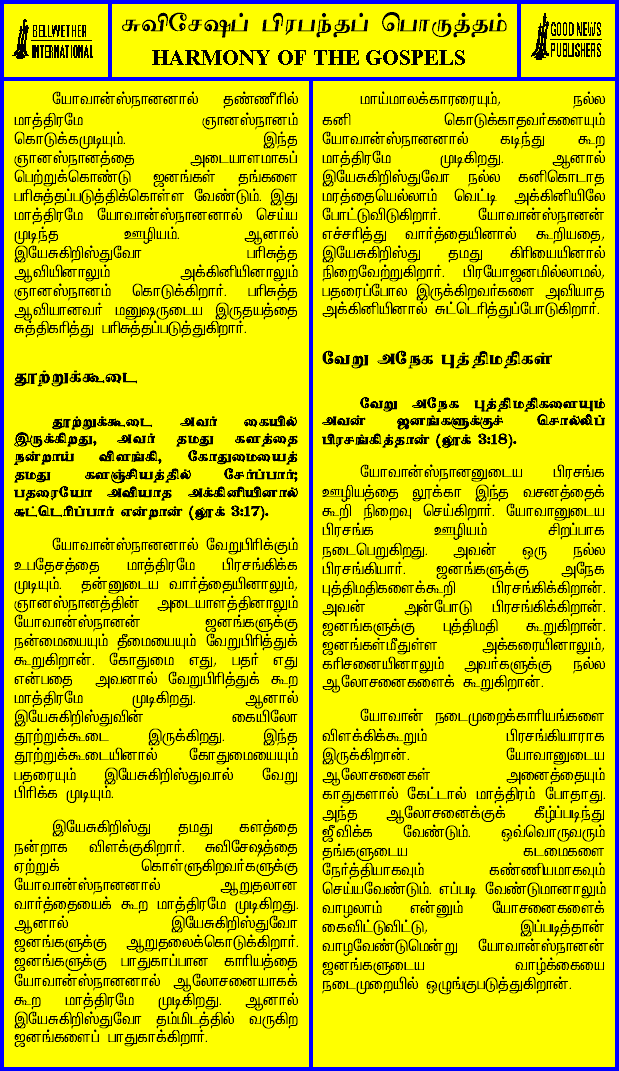 BELLWETHER
INTERNATIONAL
சுவிசேஷப் பிரபந்தப் பொருத்தம்
HARMONY OF THE GOSPELS
GOOD NEWS
PUBLISHERS
யோவான்ஸ்நானனால் தண்ணீரில்
மாத்திரமே ஞானஸ்நானம்
கொடுக்கமுடியும். இந்த
ஞானஸ்நானத்தை அடையாளமாகப்
பெற்றுக்கொண்டு ஜனங்கள் தங்களை
பரிசுத்தப்படுத்திக்கொள்ள வேண்டும். இது
மாத்திரமே யோவான்ஸ்நானனால் செய்ய
முடிந்த ஊழியம். ஆனால்
இயேசுகிறிஸ்துவோ பரிசுத்த
ஆவியினாலும் அக்கினியினாலும்
ஞானஸ்நானம் கொடுக்கிறார். பரிசுத்த
ஆவியானவர் மனுஷருடைய இருதயத்தை
சுத்திகரித்து பரிசுத்தப்படுத்துகிறார்.
தூற்றுக்கூடை
தூற்றுக்கூடை அவர் கையில்
இருக்கிறது, அவர் தமது களத்தை
நன்றாய் விளங்கி, கோதுமையைத்
தமது களஞ்சியத்தில் சேர்ப்பார்;
பதரையோ அவியாத அக்கினியினால்
சுட்டெரிப்பார் என்றான் (லூக் 3:17).
யோவான்ஸ்நானனால் வேறுபிரிக்கும்
உபதேசத்தை மாத்திரமே பிரசங்கிக்க
முடியும். தன்னுடைய வார்த்தையினாலும்,
ஞானஸ்நானத்தின் அடையாளத்தினாலும்
யோவான்ஸ்நானன் ஜனங்களுக்கு
நன்மையையும் தீமையையும் வேறுபிரித்துக்
கூறுகிறான். கோதுமை எது, பதர் எது
என்பதை அவனால் வேறுபிரித்துக் கூற
மாத்திரமே முடிகிறது. ஆனால்
இயேசுகிறிஸ்துவின் கையிலோ
தூற்றுக்கூடை இருக்கிறது. இந்த
தூற்றுக்கூடையினால் கோதுமையையும்
பதரையும் இயேசுகிறிஸ்துவால் வேறு
பிரிக்க முடியும்.
இயேசுகிறிஸ்து தமது களத்தை
நன்றாக விளக்குகிறார். சுவிசேஷத்தை
ஏற்றுக் கொள்ளுகிறவர்களுக்கு
யோவான்ஸ்நானனால் ஆறுதலான
வார்த்தையைக் கூற மாத்திரமே முடிகிறது.
ஆனால் இயேசுகிறிஸ்துவோ
ஜனங்களுக்கு ஆறுதலைக்கொடுக்கிறார்.
ஜனங்களுக்கு பாதுகாப்பான காரியத்தை
யோவான்ஸ்நானனால் ஆலோசனையாகக்
கூற மாத்திரமே முடிகிறது. ஆனால்
இயேசுகிறிஸ்துவோ தம்மிடத்தில் வருகிற
ஜனங்களைப் பாதுகாக்கிறார்.
மாய்மாலக்காரரையும், நல்ல
கனி கொடுக்காதவர்களையும்
யோவான்ஸ்நானனால் கடிந்து கூற
மாத்திரமே முடிகிறது. ஆனால்
இயேசுகிறிஸ்துவோ நல்ல கனிகொடாத
மரத்தையெல்லாம் வெட்டி அக்கினியிலே
போட்டுவிடுகிறார். யோவான்ஸ்நானன்
எச்சரித்து வார்த்தையினால் கூறியதை,
இயேசுகிறிஸ்து தமது கிரியையினால்
நிறைவேற்றுகிறார். பிரயோஜனமில்லாமல்,
பதரைப்போல இருக்கிறவர்களை அவியாத
அக்கினியினால் சுட்டெரித்துப்போடுகிறார்.
வேறு அநேக புத்திமதிகள்
வேறு அநேக புத்திமதிகளையும்
அவன் ஜனங்களுக்குச் சொல்லிப்
பிரசங்கித்தான் (லூக் 3:18).
யோவான்ஸ்நானனுடைய பிரசங்க
ஊழியத்தை லூக்கா இந்த வசனத்தைக்
கூறி நிறைவு செய்கிறார். யோவானுடைய
பிரசங்க ஊழியம் சிறப்பாக
நடைபெறுகிறது. அவன் ஒரு நல்ல
பிரசங்கியார். ஜனங்களுக்கு அநேக
புத்திமதிகளைக்கூறி பிரசங்கிக்கிறான்.
அவன் அன்போடு பிரசங்கிக்கிறான்.
ஜனங்களுக்கு புத்திமதி கூறுகிறான்.
ஜனங்கள்மீதுள்ள அக்கரையினாலும்,
கரிசனையினாலும் அவர்களுக்கு நல்ல
ஆலோசனைகளைக் கூறுகிறான்.
யோவான் நடைமுறைக்காரியங்களை
விளக்கிக்கூறும் பிரசங்கியாராக
இருக்கிறான். யோவானுடைய
ஆலோசனைகள் அனைத்தையும்
காதுகளால் கேட்டால் மாத்திரம் போதாது.
அந்த ஆலோசனைக்குக் கீழ்ப்படிந்து
ஜீவிக்க வேண்டும். ஒவ்வொருவரும்
தங்களுடைய கடமைகளை
நேர்த்தியாகவும் கண்ணியமாகவும்
செய்யவேண்டும். எப்படி வேண்டுமானாலும்
வாழலாம் என்னும் யோசனைகளைக்
கைவிட்டுவிட்டு, இப்படித்தான்
வாழவேண்டுமென்று யோவான்ஸ்நானன்
ஜனங்களுடைய வாழ்க்கையை
நடைமுறையில் ஒழுங்குபடுத்துகிறான்.